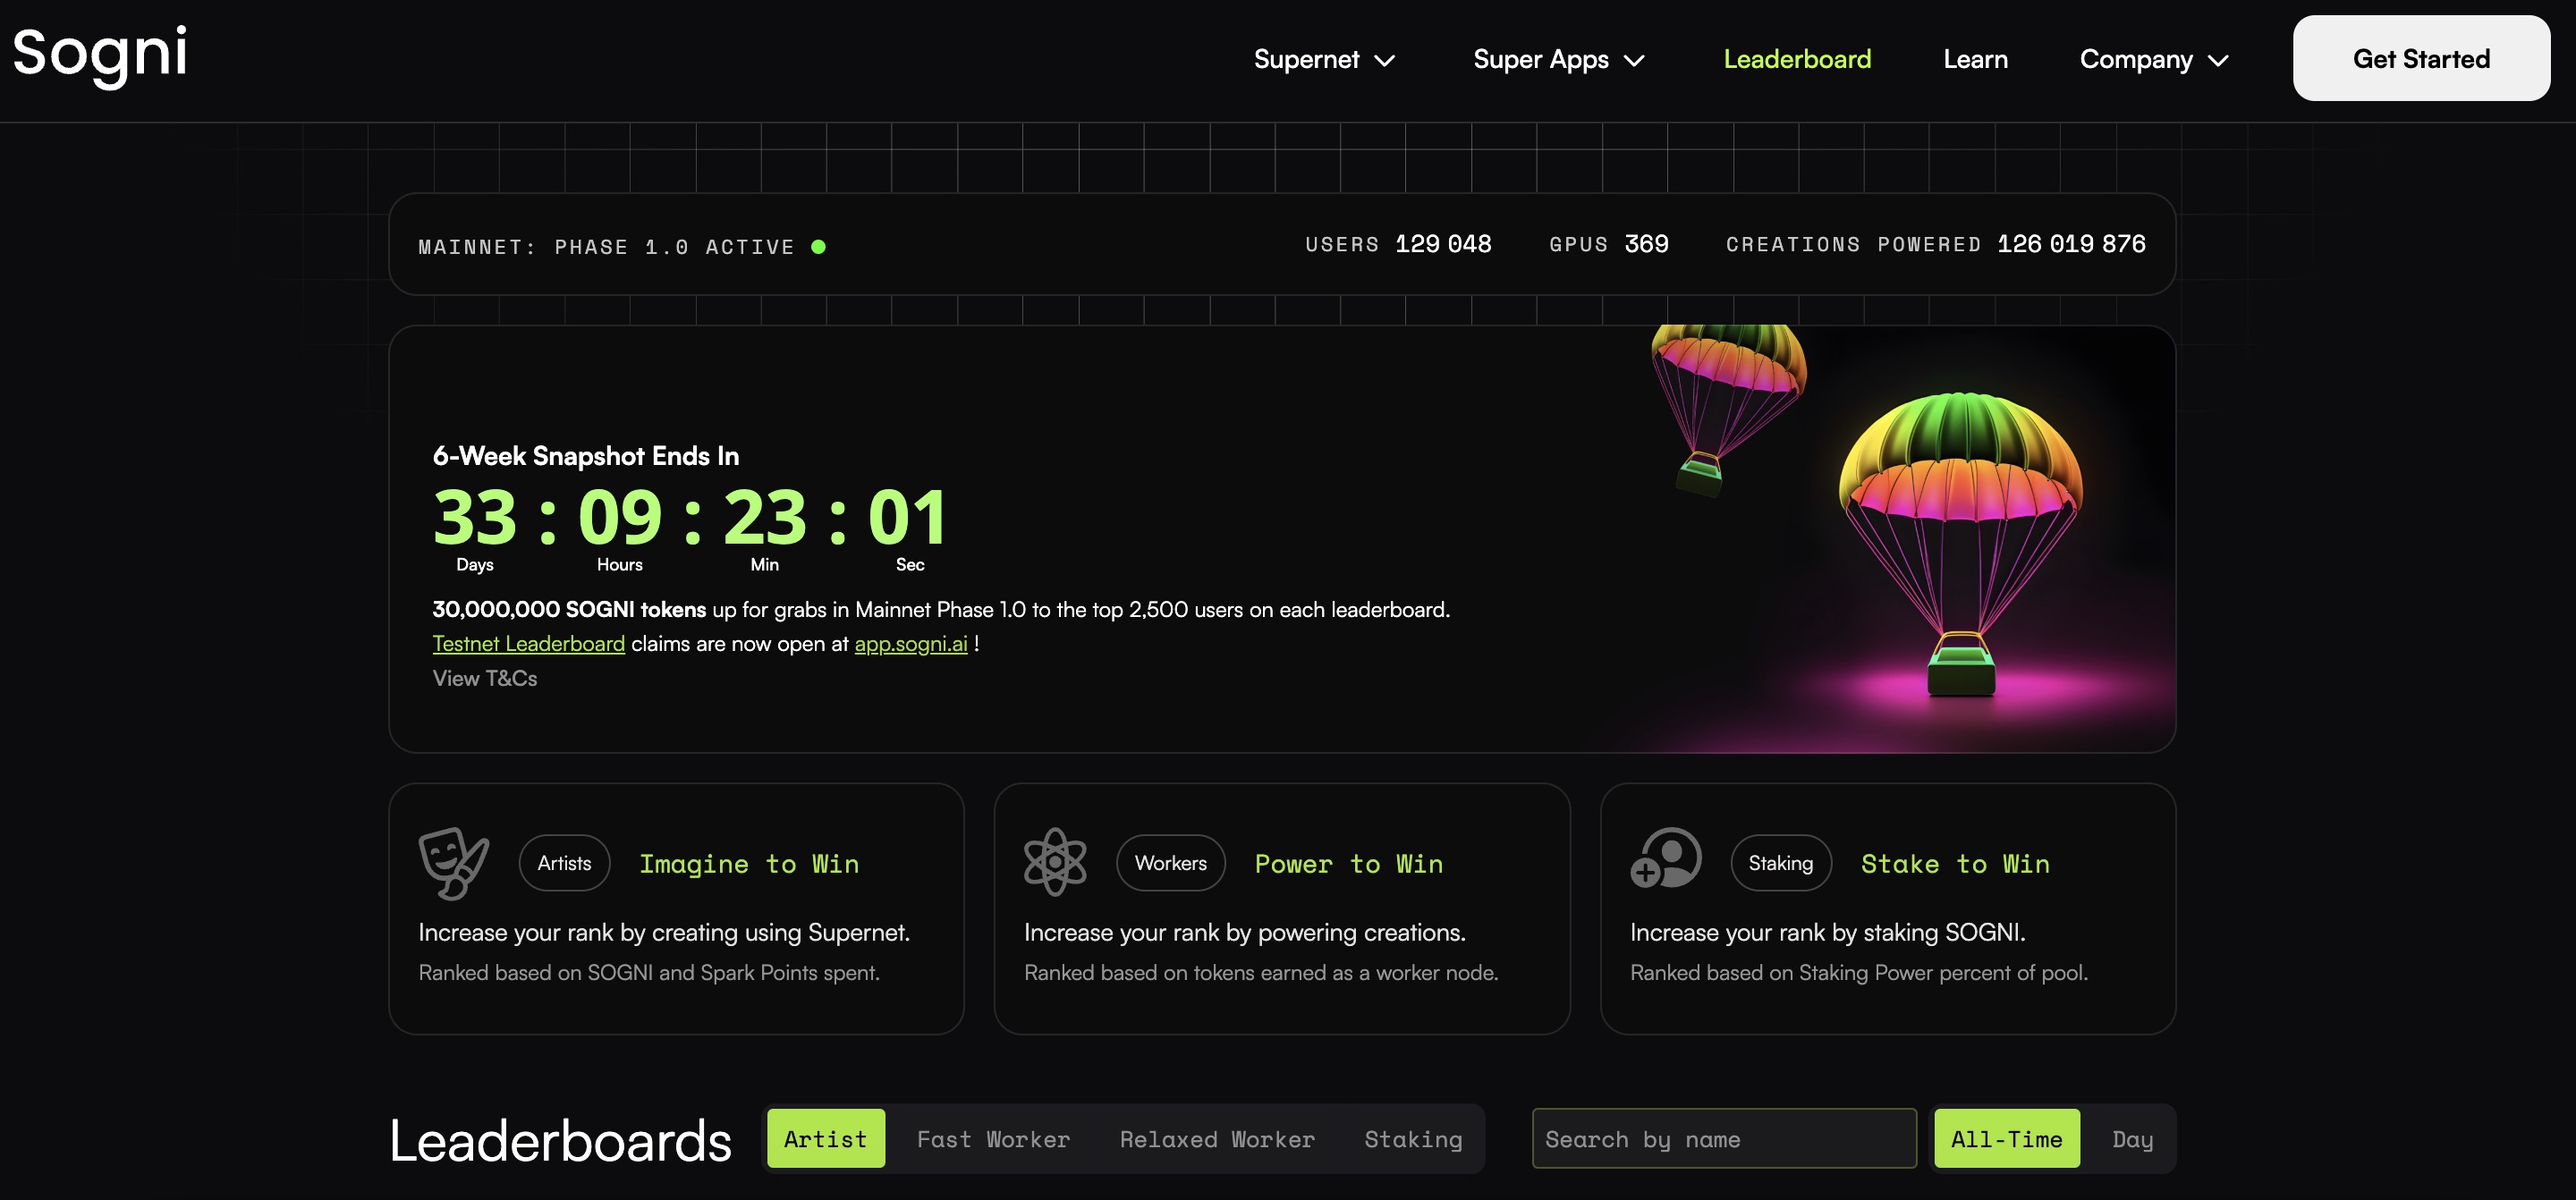 Sogni
Supernet
Super Apps
Leaderboard
Learn
Company
Get Started
MAINNET: PHASE 1.0 ACTIVE
USERS 129 048
GPUS 369
CREATIONS POWERED 126 019 876
6-Week Snapshot Ends In
33 : 09 : 23 : 01
Days Hours Min Sec
30,000,000 SOGNI tokens up for grabs in Mainnet Phase 1.0 to the top 2,500 users on each leaderboard.
Testnet Leaderboard claims are now open at app.sogni.ai !
View T&Cs
Artists
Imagine to Win
Increase your rank by creating using Supernet.
Ranked based on SOGNI and Spark Points spent.
Workers
Power to Win
Increase your rank by powering creations.
Ranked based on tokens earned as a worker node.
Staking
Stake to Win
Increase your rank by staking SOGNI.
Ranked based on Staking Power percent of pool.
Leaderboards
Artist
Fast Worker
Relaxed Worker
Staking
Search by name
All-Time
Day